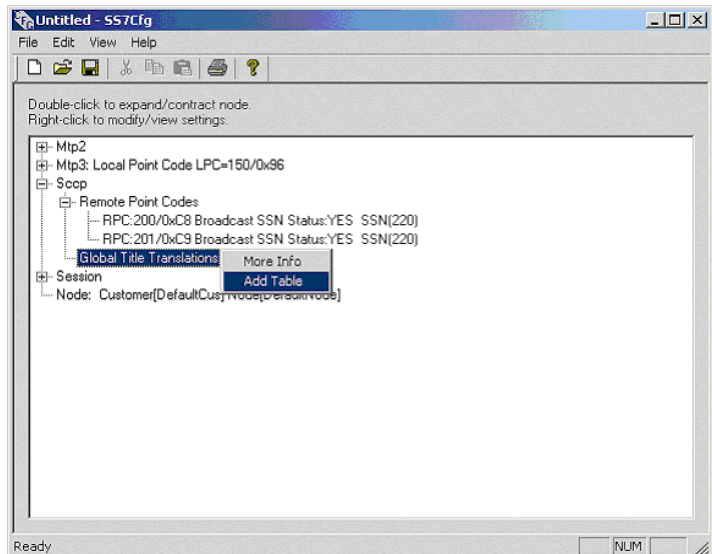 Untitled - SS7Cfg
File Edit View Help
Double-click to expand/contract node.
Right-click to modify/view settings.
Mtp2
Mtp3: Local Point Code LPC=150/0x96
Sccp
Remote Point Codes
RPC:200/0xC8 Broadcast SSN Status:YES SSN(220)
RPC:201/0xC9 Broadcast SSN Status:YES SSN(220)
Global Title Translations
More Info
Add Table
Session
Node: Customer[DefaultCus] Node[DefaultNode]
Ready
NUM